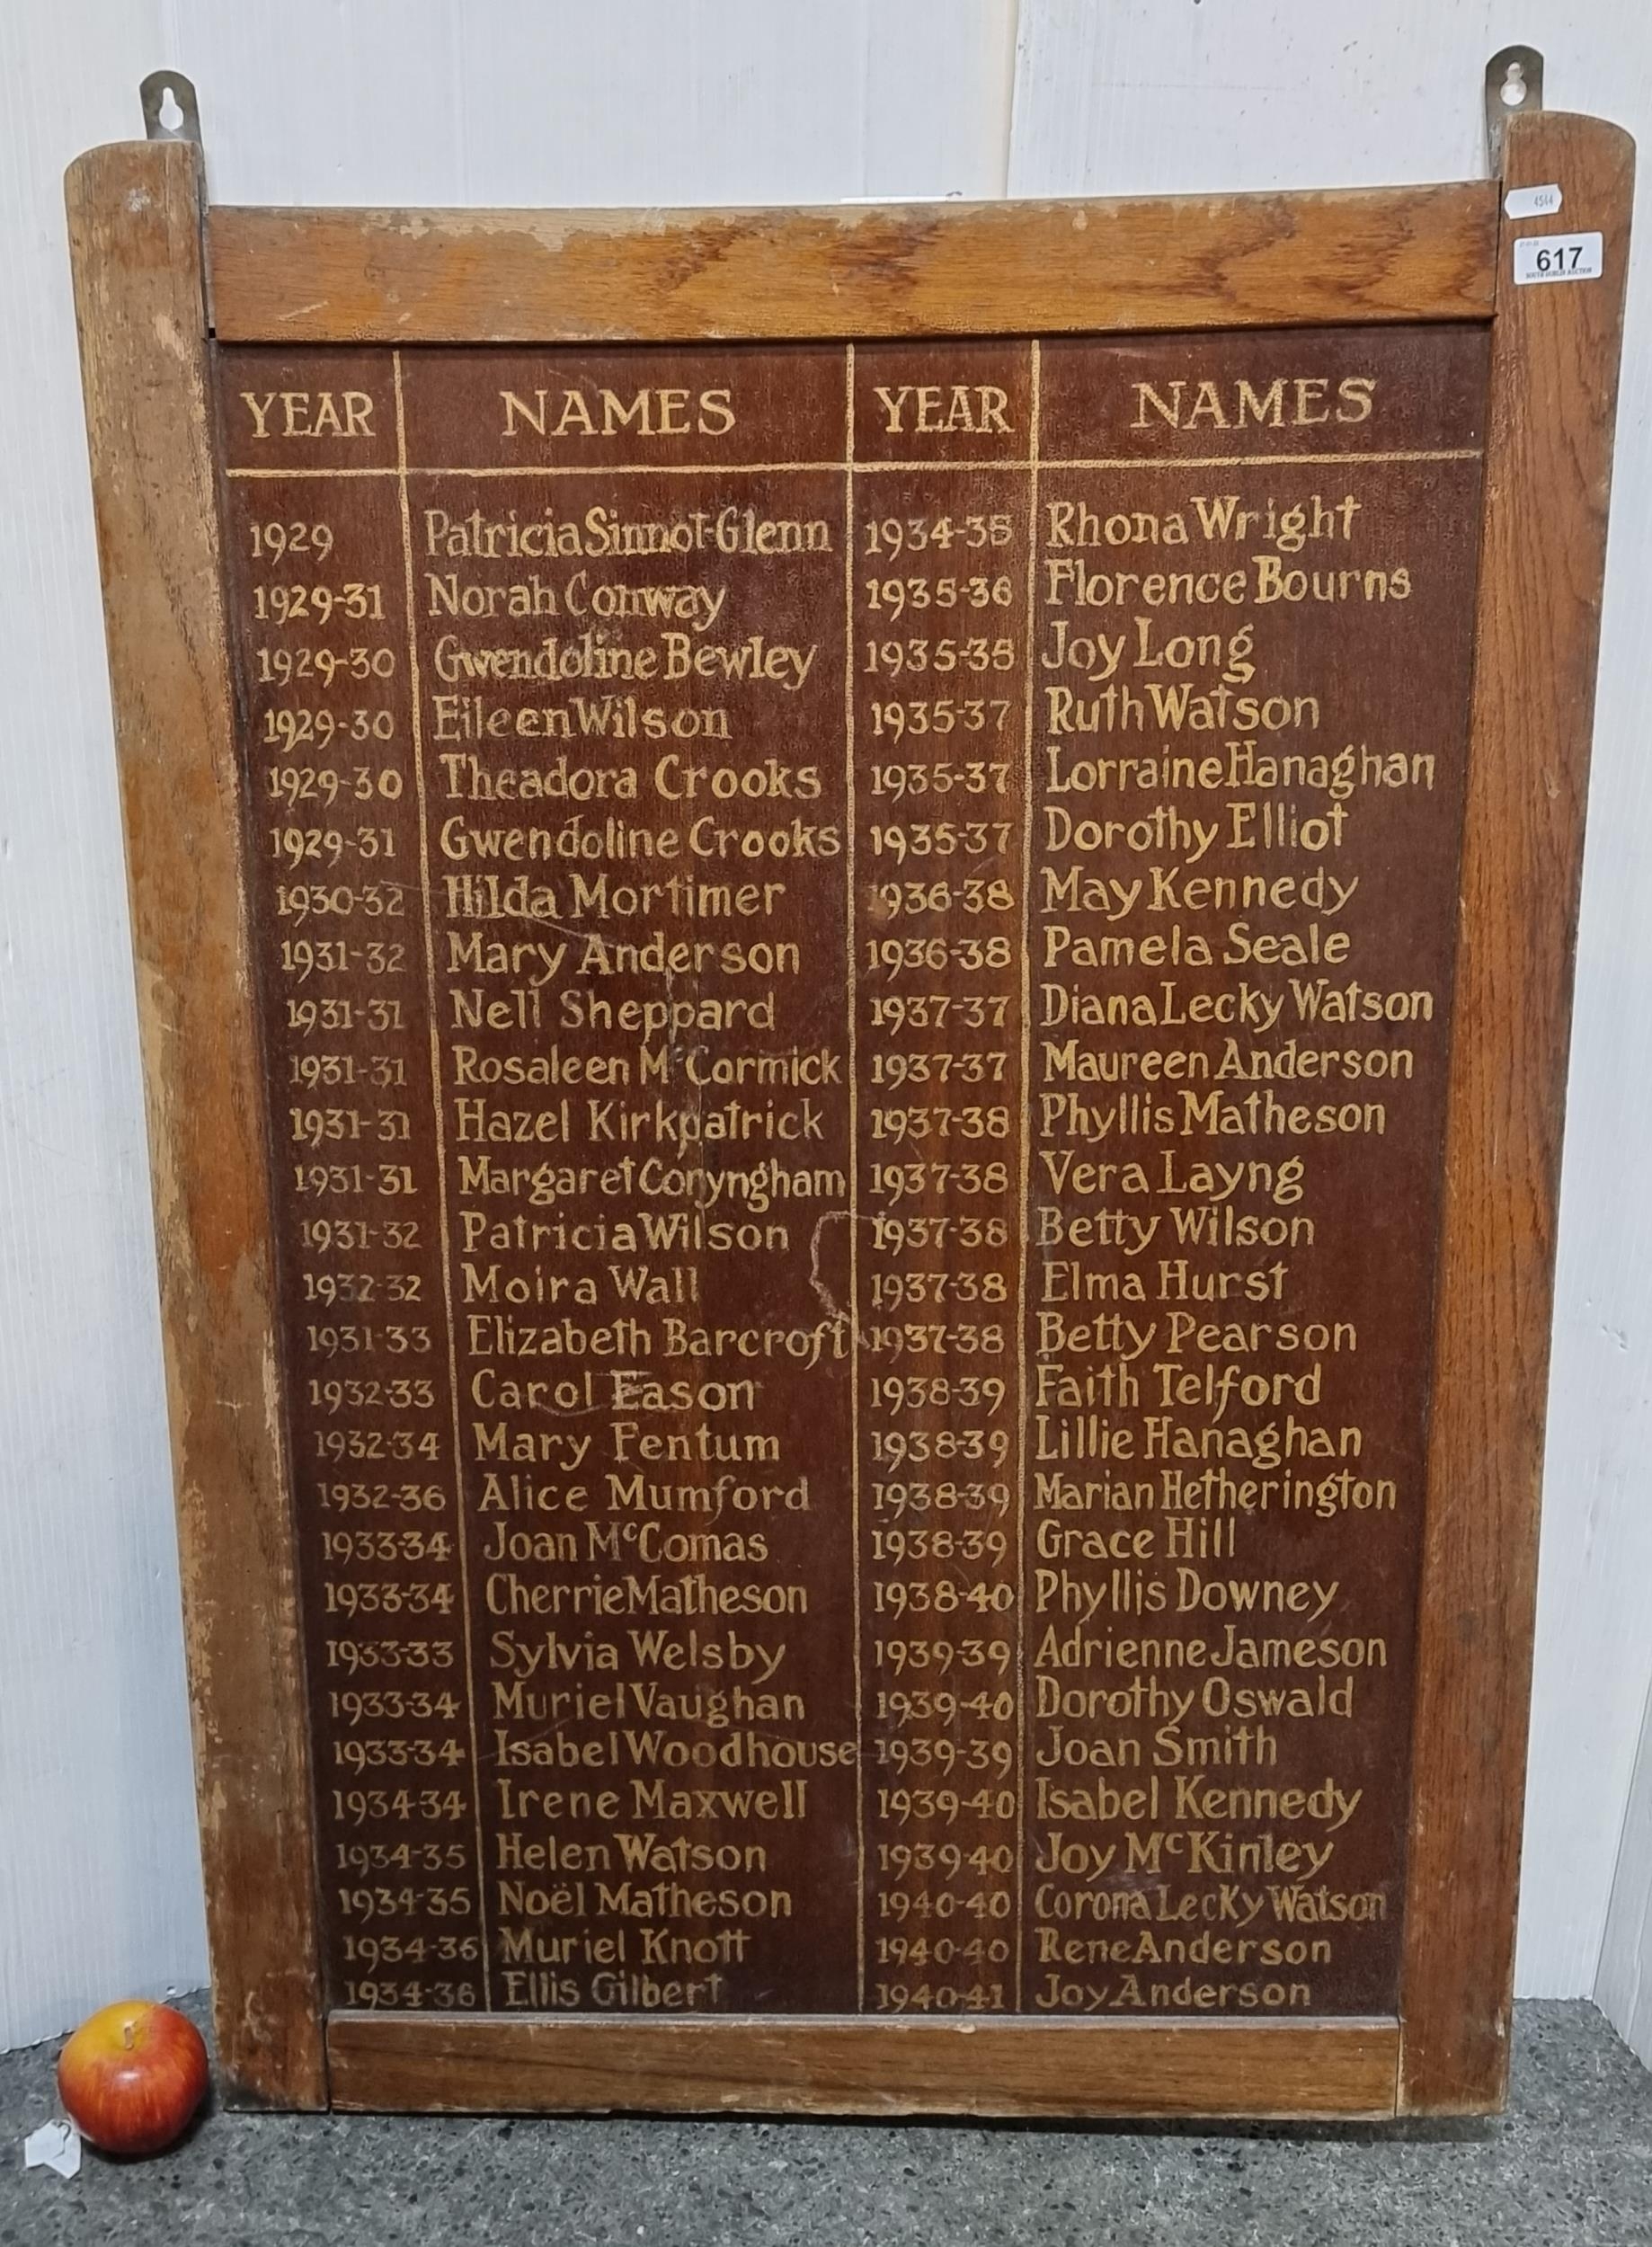 4544
617
SOUTH DUBLIN AUCTION
YEAR NAMES YEAR NAMES
1929 Patricia Sinnot-Glenn
1929-31 Norah Conway
1929-30 Gwendoline Bewley
1929-30 Eileen Wilson
1929-30 Theadora Crooks
1929-31 Gwendoline Crooks
1930-32 Hilda Mortimer
1931-32 Mary Anderson
1931-31 Nell Sheppard
1931-31 Rosaleen McCormick
1931-31 Hazel Kirkpatrick
1931-31 Margaret Coryngham
1931-32 Patricia Wilson
1932-32 Moira Wall
1931-33 Elizabeth Barcroft
1932-33 Carol Eason
1932-34 Mary Fentum
1932-36 Alice Mumford
1933-34 Joan McComas
1933-34 Cherrie Matheson
1933-33 Sylvia Welsby
1933-34 Muriel Vaughan
1933-34 Isabel Woodhouse
1934-34 Irene Maxwell
1934-35 Helen Watson
1934-35 Noël Matheson
1934-36 Muriel Knott
1934-36 Ellis Gilbert
1934-35 Rhona Wright
1935-36 Florence Bourns
1935-35 Joy Long
1935-37 Ruth Watson
1935-37 Lorraine Hanaghan
1935-37 Dorothy Elliot
1936-38 May Kennedy
1936-38 Pamela Seale
1937-37 Diana Lecky Watson
1937-37 Maureen Anderson
1937-38 Phyllis Matheson
1937-38 Vera Layng
1937-38 Betty Wilson
1937-38 Elma Hurst
1937-38 Betty Pearson
1938-39 Faith Telford
1938-39 Lillie Hanaghan
1938-39 Marian Hetherington
1938-39 Grace Hill
1938-40 Phyllis Downey
1939-39 Adrienne Jameson
1939-40 Dorothy Oswald
1939-39 Joan Smith
1939-40 Isabel Kennedy
1939-40 Joy McKinley
1940-40 Corona Lecky Watson
1940-40 Rene Anderson
1940-41 Joy Anderson